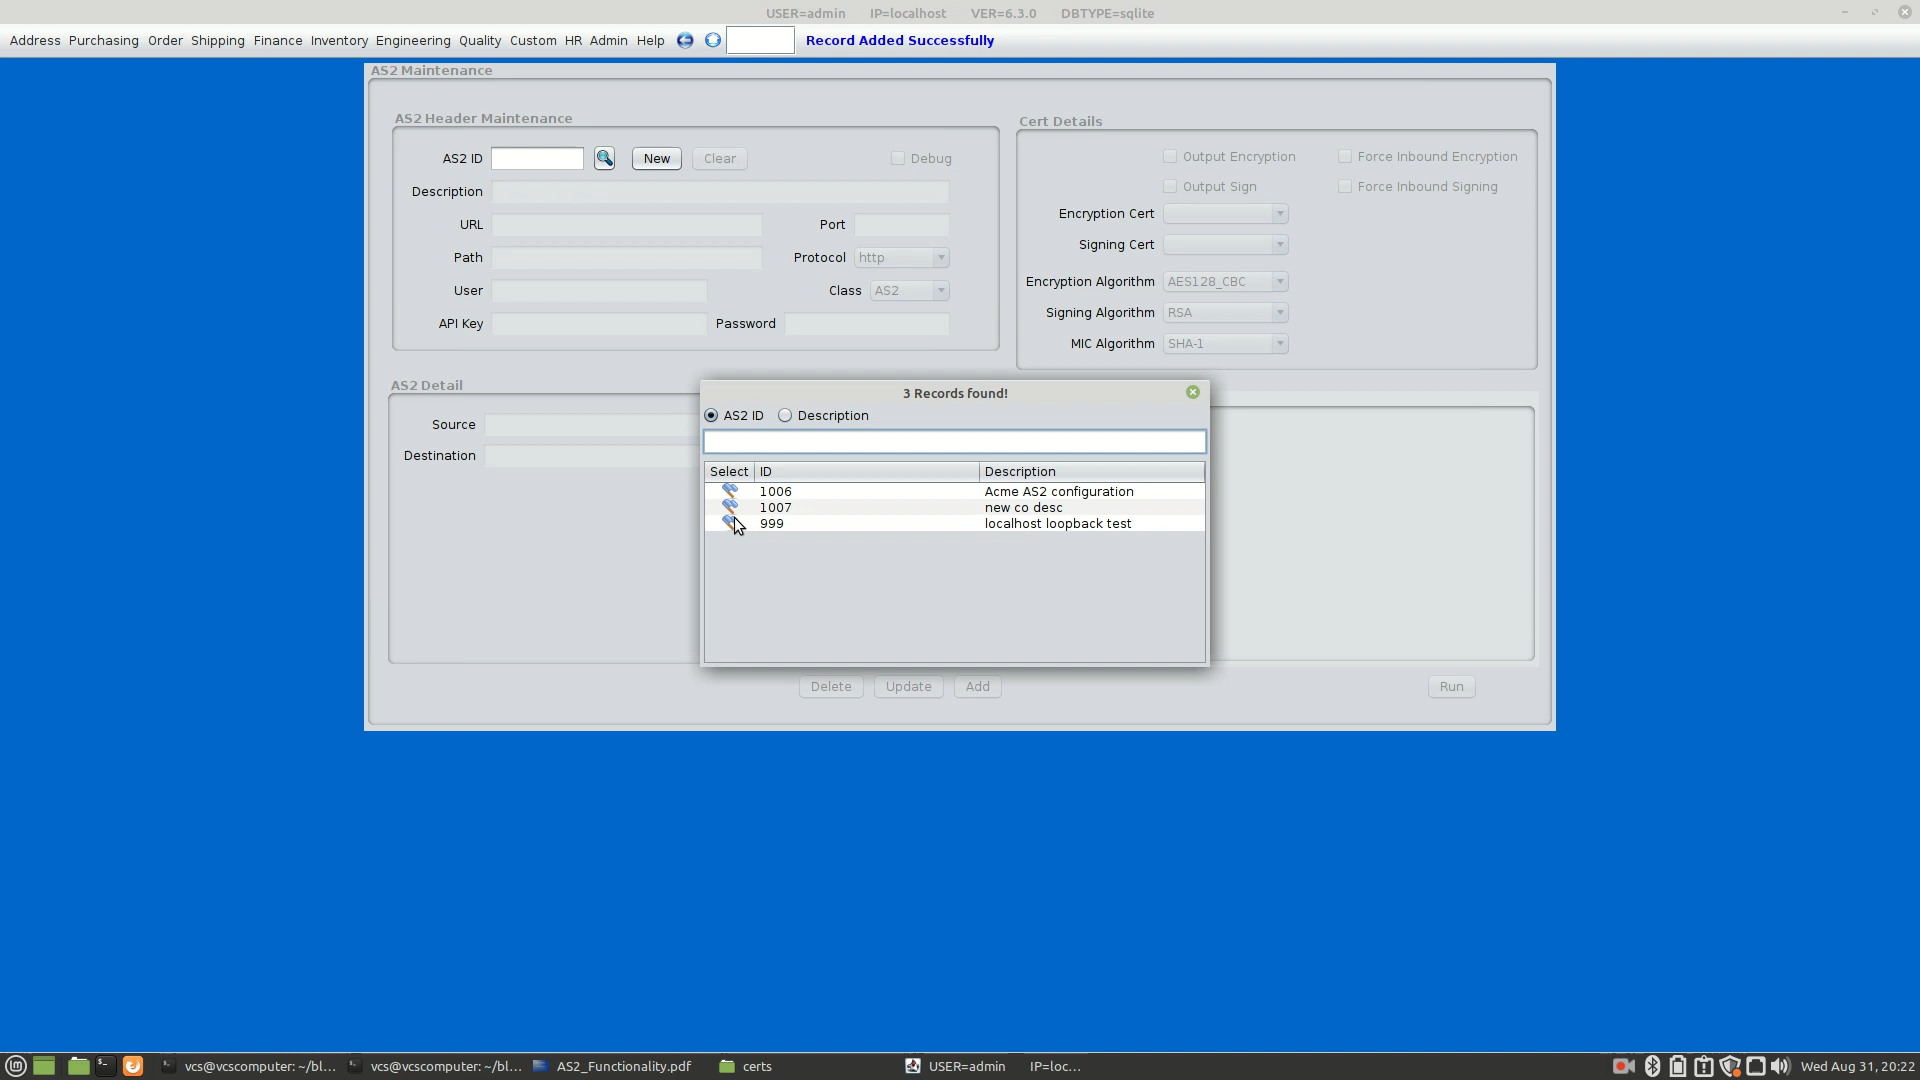 USER=admin IP=localhost VER=6.3.0 DBTYPE=sqlite
Address Purchasing Order Shipping Finance Inventory Engineering Quality Custom HR Admin Help Record Added Successfully
AS2 Maintenance
AS2 Header Maintenance
AS2 ID New Clear Debug
Description
URL Port
Path Protocol http
User Class AS2
API Key Password
Cert Details
Output Encryption Force Inbound Encryption
Output Sign Force Inbound Signing
Encryption Cert
Signing Cert
Encryption Algorithm AES128_CBC
Signing Algorithm RSA
MIC Algorithm SHA-1
AS2 Detail
Source
Destination
3 Records found!
AS2 ID Description
Select ID Description
1006 Acme AS2 configuration
1007 new co desc
999 localhost loopback test
Delete Update Add Run
vcs@vcscomputer: ~/bl... vcs@vcscomputer: ~/bl... AS2_Functionality.pdf certs USER=admin IP=loc... Wed Aug 31, 20:22